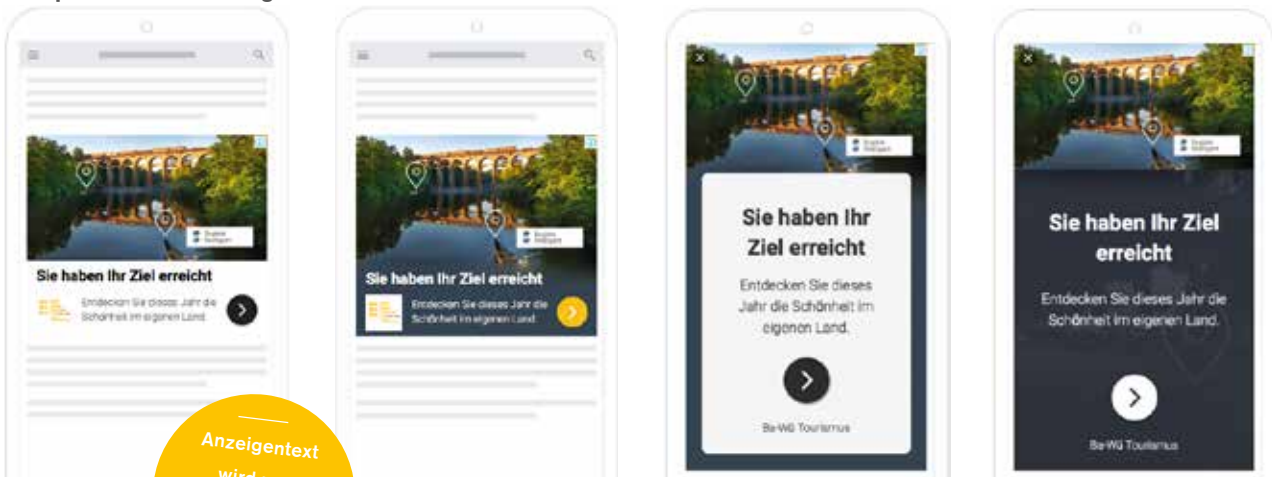 Sie haben Ihr Ziel erreicht
Entdecken Sie dieses Jahr die
Schönheit im eigenen Land.
Sie haben Ihr Ziel erreicht
Entdecken Sie dieses Jahr die
Schönheit im eigenen Land.
Sie haben Ihr
Ziel erreicht
Entdecken Sie dieses
Jahr die Schönheit im
eigenen Land.
Ba-Wü Tourismus
Sie haben Ihr Ziel
erreicht
Entdecken Sie dieses Jahr die
Schönheit im eigenen Land.
Ba-Wü Tourismus
Anzeigentext
wird